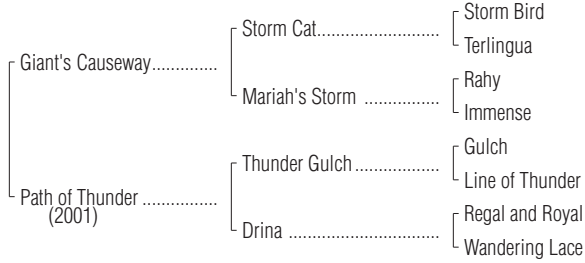 Storm Bird
Storm Cat..............................
Terlingua
Giant's Causeway................
Rahy
Mariah's Storm ..................
Immense
Gulch
Thunder Gulch ....................
Line of Thunder
Path of Thunder ..................
(2001)
Regal and Royal
Drina ....................................
Wandering Lace